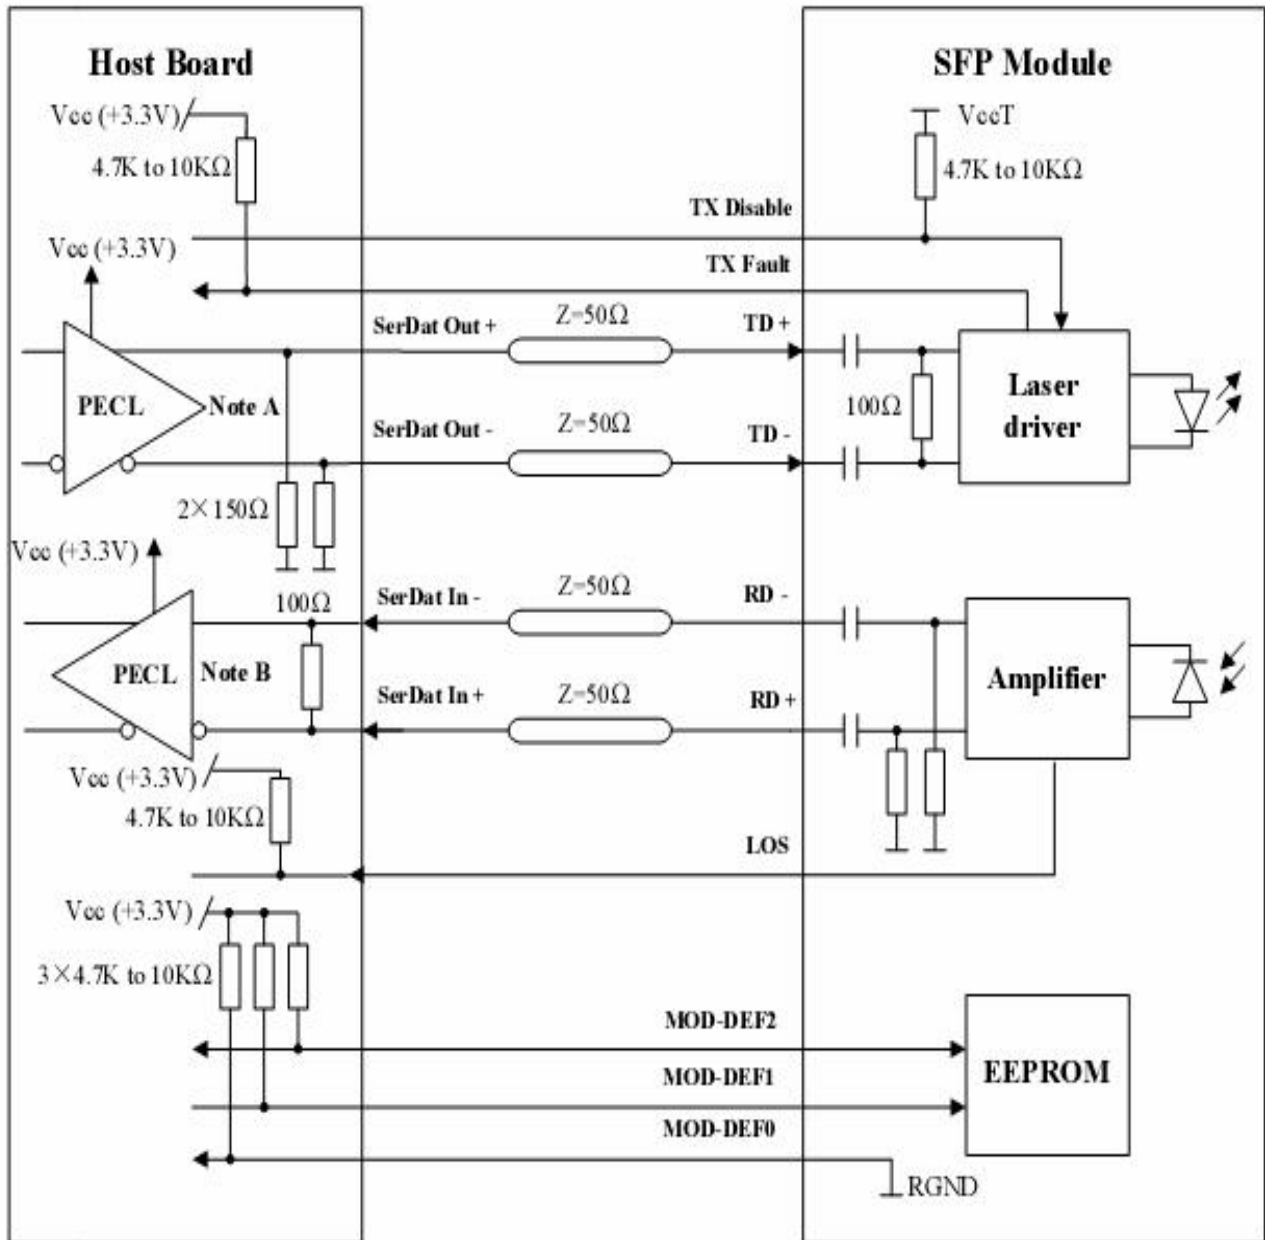 Host Board
SFP Module
Vcc (+3.3V)
VccT
4.7K to 10KΩ
4.7K to 10KΩ
TX Disable
Vcc (+3.3V)
TX Fault
SerDat Out +
Z=50Ω
TD +
PECL
Note A
100Ω
Laser
driver
SerDat Out -
Z=50Ω
TD -
2×150Ω
Vcc (+3.3V)
100Ω
SerDat In -
Z=50Ω
RD -
PECL
Note B
Amplifier
SerDat In +
Z=50Ω
RD +
Vcc (+3.3V)
4.7K to 10KΩ
LOS
Vcc (+3.3V)
3×4.7K to 10KΩ
MOD-DEF2
EEPROM
MOD-DEF1
MOD-DEF0
RGND